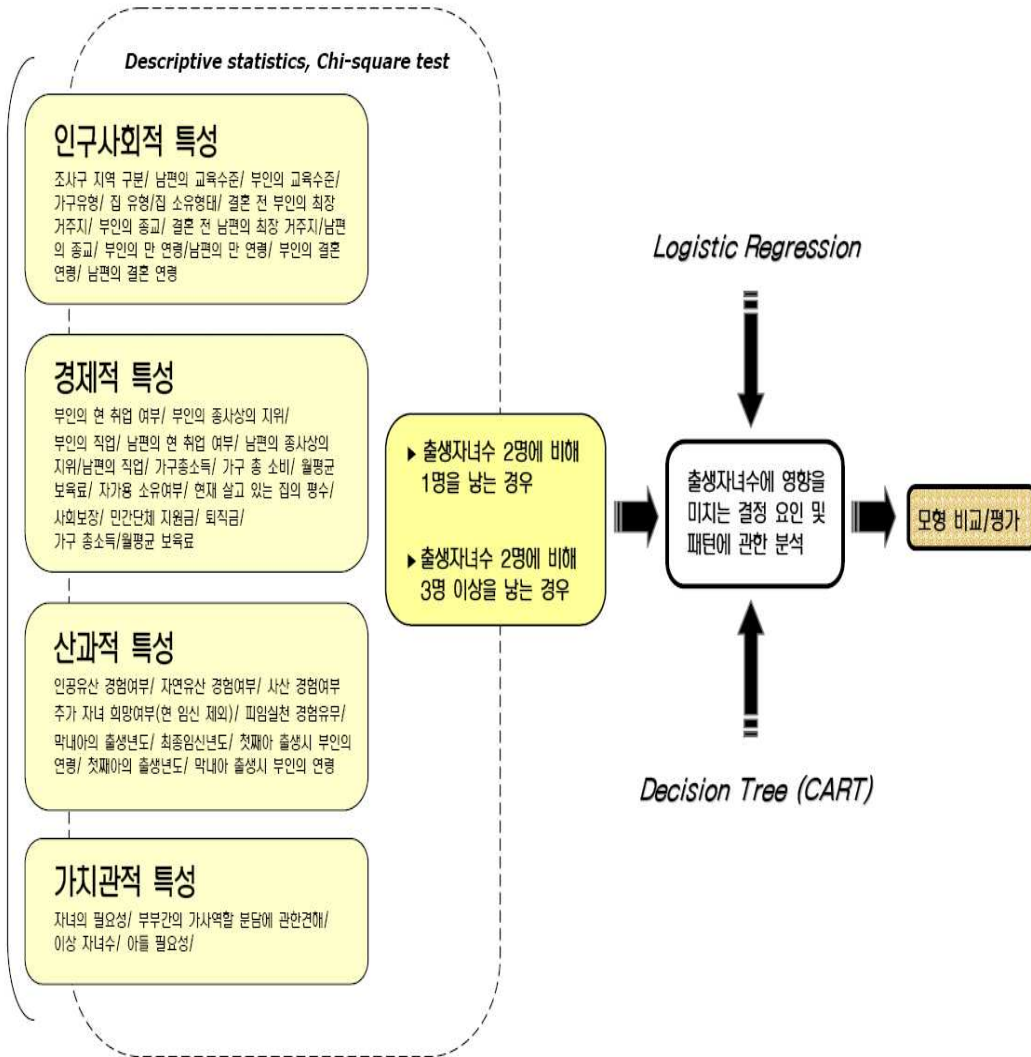 Descriptive statistics, Chi-square test
인구사회적 특성
조사구 지역 구분/ 남편의 교육수준/ 부인의 교육수준/
가구유형/ 집 유형/집 소유형태/ 결혼 전 부인의 최장
거주지/ 부인의 종교/ 결혼 전 남편의 최장 거주지/남편
의 종교/ 부인의 만 연령/남편의 만 연령/ 부인의 결혼
연령/ 남편의 결혼 연령
경제적 특성
부인의 현 취업 여부/ 부인의 종사상의 지위/
부인의 직업/ 남편의 현 취업 여부/ 남편의 종사상의
지위/남편의 직업/ 가구총소득/ 가구 총 소비/ 월평균
보육료/ 자가용 소유여부/ 현재 살고 있는 집의 평수/
사회보장/ 민간단체 지원금/ 퇴직금/
가구 총소득/월평균 보육료
산과적 특성
인공유산 경험여부/ 자연유산 경험여부/ 사산 경험여부
추가 자녀 희망여부(현 임신 제외)/ 피임실천 경험유무/
막내아의 출생년도/ 최종임신년도/ 첫째아 출생시 부인의
연령/ 첫째아의 출생년도/ 막내아 출생시 부인의 연령
가치관적 특성
자녀의 필요성/ 부부간의 가사역할 분담에 관한견해/
이상 자녀수/ 아들 필요성/
▶ 출생자녀수 2명에 비해
1명을 낳는 경우
▶ 출생자녀수 2명에 비해
3명 이상을 낳는 경우
Logistic Regression
출생자녀수에 영향을
미치는 결정 요인 및
패턴에 관한 분석
Decision Tree (CART)
모형 비교/평가